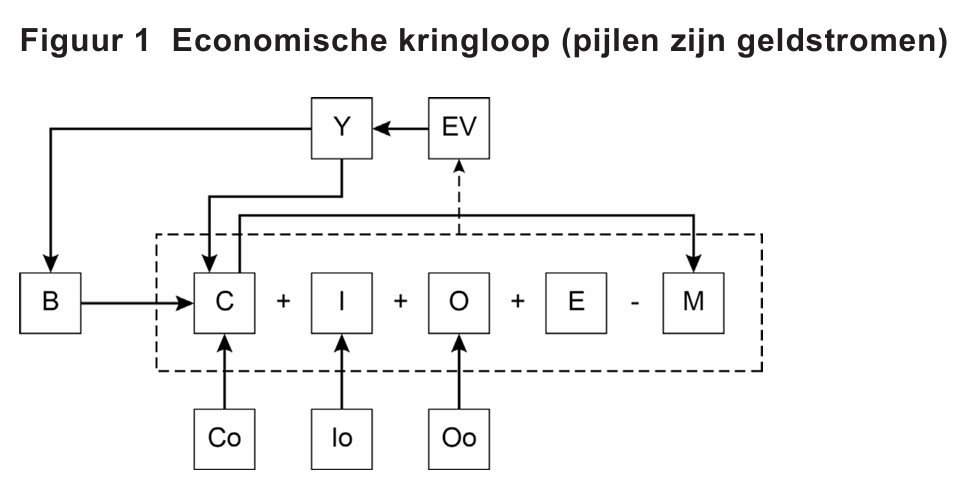 Figuur 1 Economische kringloop (pijlen zijn geldstromen)
Y EV
B C + I + O + E - M
Co Io Oo